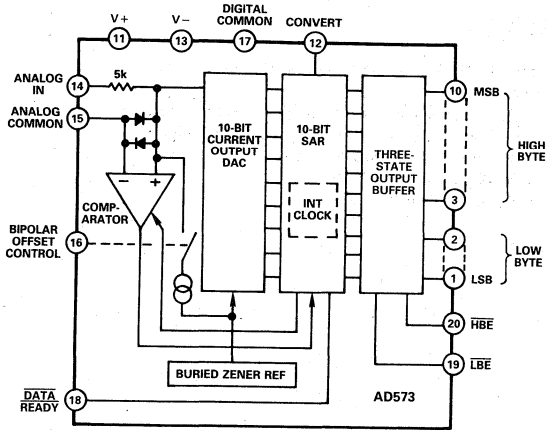 V+
11
V−
13
DIGITAL
COMMON
17
CONVERT
12
ANALOG
IN
14
5k
ANALOG
COMMON
15
10-BIT
CURRENT
OUTPUT
DAC
10-BIT
SAR
INT
CLOCK
THREE-
STATE
OUTPUT
BUFFER
10
MSB
HIGH
BYTE
3
2
LOW
BYTE
1
LSB
−
+
COMP-
ARATOR
BIPOLAR
OFFSET
CONTROL
16
20
HBE
19
LBE
BURIED ZENER REF
AD573
DATA
READY
18